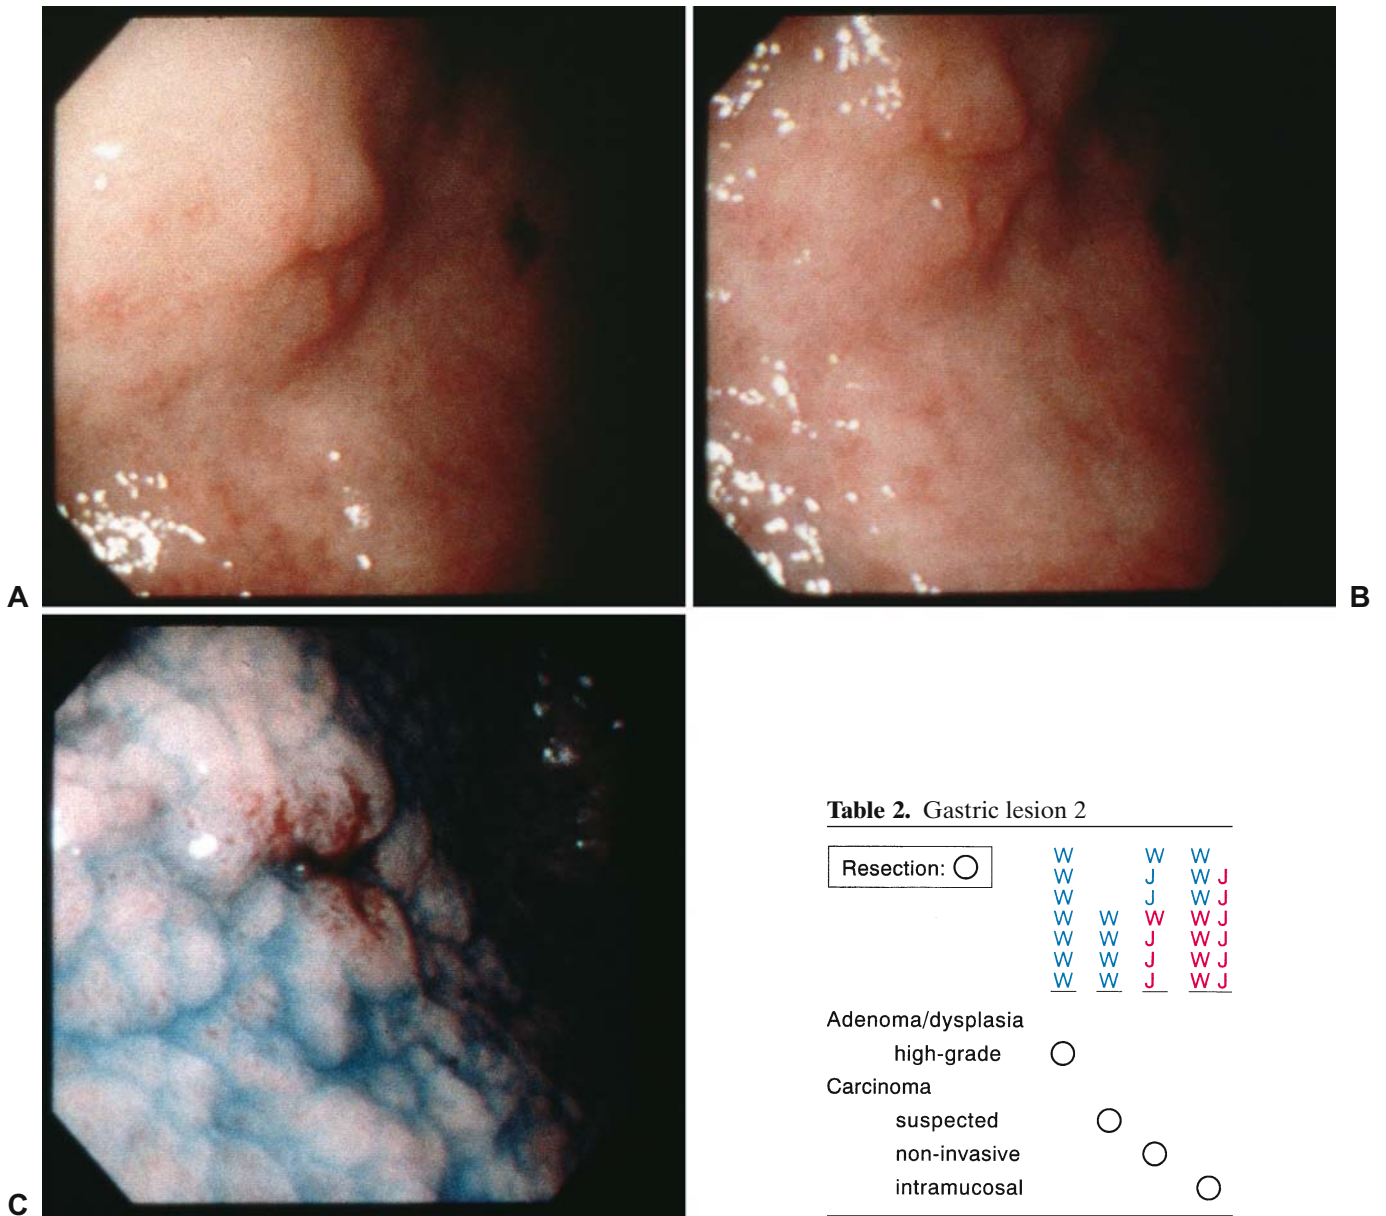 A
B
C
Table 2. Gastric lesion 2
Resection: ○
W W W
W J W J
W J W J
W W W W J
W W J W J
W W J W J
W W J W J
Adenoma/dysplasia
high-grade ○
Carcinoma
suspected ○
non-invasive ○
intramucosal ○